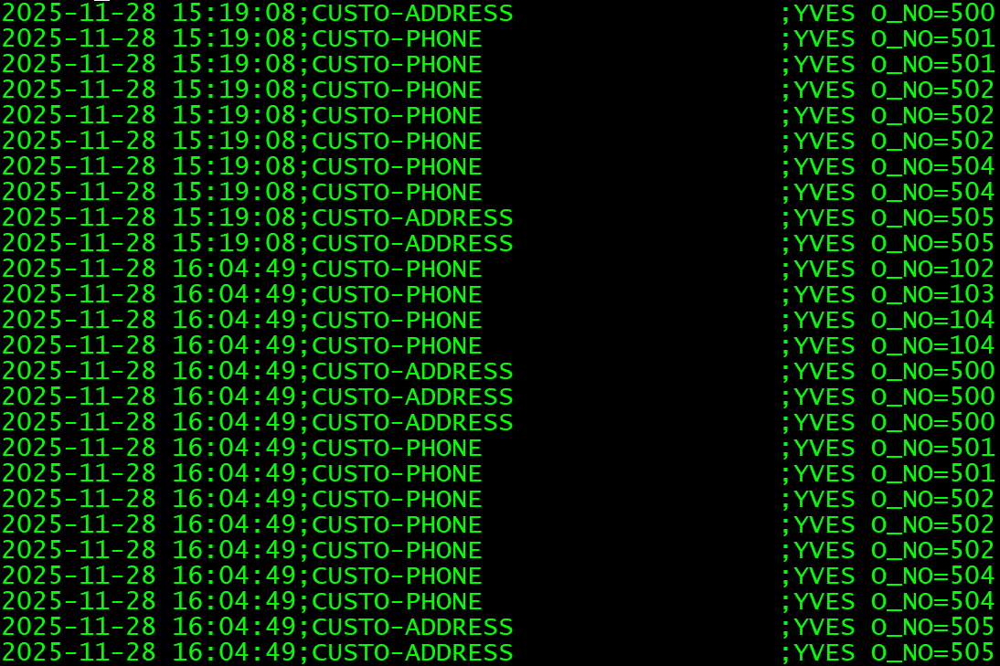 2025-11-28 15:19:08;CUSTO-ADDRESS                  ;YVES O_NO=500
2025-11-28 15:19:08;CUSTO-PHONE                    ;YVES O_NO=501
2025-11-28 15:19:08;CUSTO-PHONE                    ;YVES O_NO=501
2025-11-28 15:19:08;CUSTO-PHONE                    ;YVES O_NO=502
2025-11-28 15:19:08;CUSTO-PHONE                    ;YVES O_NO=502
2025-11-28 15:19:08;CUSTO-PHONE                    ;YVES O_NO=502
2025-11-28 15:19:08;CUSTO-PHONE                    ;YVES O_NO=504
2025-11-28 15:19:08;CUSTO-PHONE                    ;YVES O_NO=504
2025-11-28 15:19:08;CUSTO-ADDRESS                  ;YVES O_NO=505
2025-11-28 15:19:08;CUSTO-ADDRESS                  ;YVES O_NO=505
2025-11-28 16:04:49;CUSTO-PHONE                    ;YVES O_NO=102
2025-11-28 16:04:49;CUSTO-PHONE                    ;YVES O_NO=103
2025-11-28 16:04:49;CUSTO-PHONE                    ;YVES O_NO=104
2025-11-28 16:04:49;CUSTO-PHONE                    ;YVES O_NO=104
2025-11-28 16:04:49;CUSTO-ADDRESS                  ;YVES O_NO=500
2025-11-28 16:04:49;CUSTO-ADDRESS                  ;YVES O_NO=500
2025-11-28 16:04:49;CUSTO-ADDRESS                  ;YVES O_NO=500
2025-11-28 16:04:49;CUSTO-PHONE                    ;YVES O_NO=501
2025-11-28 16:04:49;CUSTO-PHONE                    ;YVES O_NO=501
2025-11-28 16:04:49;CUSTO-PHONE                    ;YVES O_NO=502
2025-11-28 16:04:49;CUSTO-PHONE                    ;YVES O_NO=502
2025-11-28 16:04:49;CUSTO-PHONE                    ;YVES O_NO=502
2025-11-28 16:04:49;CUSTO-PHONE                    ;YVES O_NO=504
2025-11-28 16:04:49;CUSTO-PHONE                    ;YVES O_NO=504
2025-11-28 16:04:49;CUSTO-ADDRESS                  ;YVES O_NO=505
2025-11-28 16:04:49;CUSTO-ADDRESS                  ;YVES O_NO=505